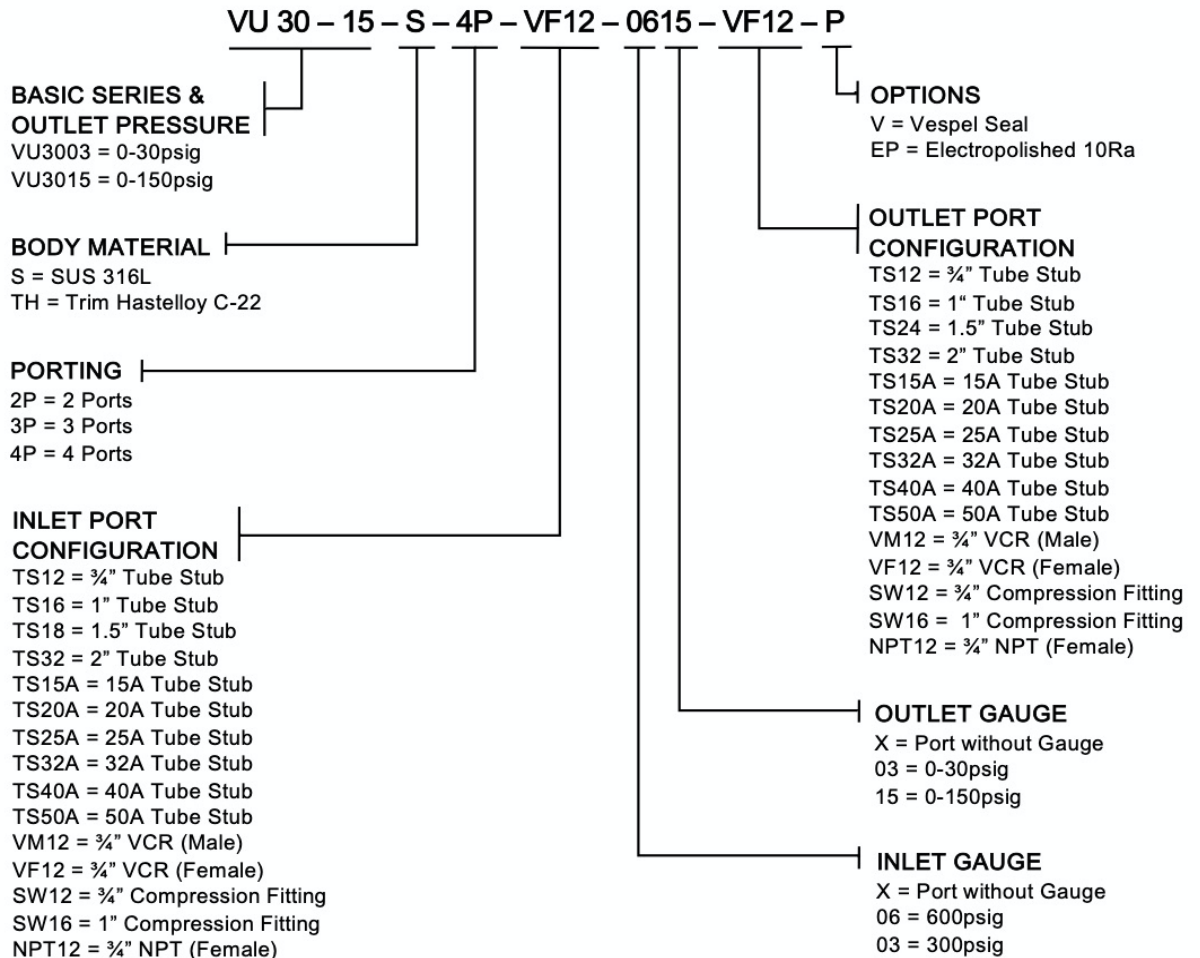 VU 30 – 15 – S – 4P – VF12 – 0615 – VF12 – P
BASIC SERIES &
OUTLET PRESSURE
VU3003 = 0-30psig
VU3015 = 0-150psig
BODY MATERIAL
S = SUS 316L
TH = Trim Hastelloy C-22
PORTING
2P = 2 Ports
3P = 3 Ports
4P = 4 Ports
INLET PORT
CONFIGURATION
TS12 = ¾” Tube Stub
TS16 = 1” Tube Stub
TS18 = 1.5” Tube Stub
TS32 = 2” Tube Stub
TS15A = 15A Tube Stub
TS20A = 20A Tube Stub
TS25A = 25A Tube Stub
TS32A = 32A Tube Stub
TS40A = 40A Tube Stub
TS50A = 50A Tube Stub
VM12 = ¾” VCR (Male)
VF12 = ¾” VCR (Female)
SW12 = ¾” Compression Fitting
SW16 = 1” Compression Fitting
NPT12 = ¾” NPT (Female)
OPTIONS
V = Vespel Seal
EP = Electropolished 10Ra
OUTLET PORT
CONFIGURATION
TS12 = ¾” Tube Stub
TS16 = 1“ Tube Stub
TS24 = 1.5” Tube Stub
TS32 = 2” Tube Stub
TS15A = 15A Tube Stub
TS20A = 20A Tube Stub
TS25A = 25A Tube Stub
TS32A = 32A Tube Stub
TS40A = 40A Tube Stub
TS50A = 50A Tube Stub
VM12 = ¾” VCR (Male)
VF12 = ¾” VCR (Female)
SW12 = ¾” Compression Fitting
SW16 =  1” Compression Fitting
NPT12 = ¾” NPT (Female)
OUTLET GAUGE
X = Port without Gauge
03 = 0-30psig
15 = 0-150psig
INLET GAUGE
X = Port without Gauge
06 = 600psig
03 = 300psig